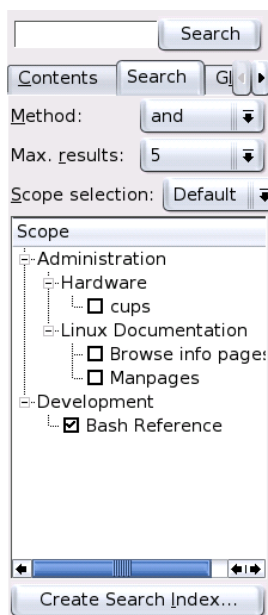 Search
Contents Search Gl
Method: and
Max. results: 5
Scope selection: Default
Scope
Administration
Hardware
cups
Linux Documentation
Browse info pages
Manpages
Development
Bash Reference
Create Search Index...